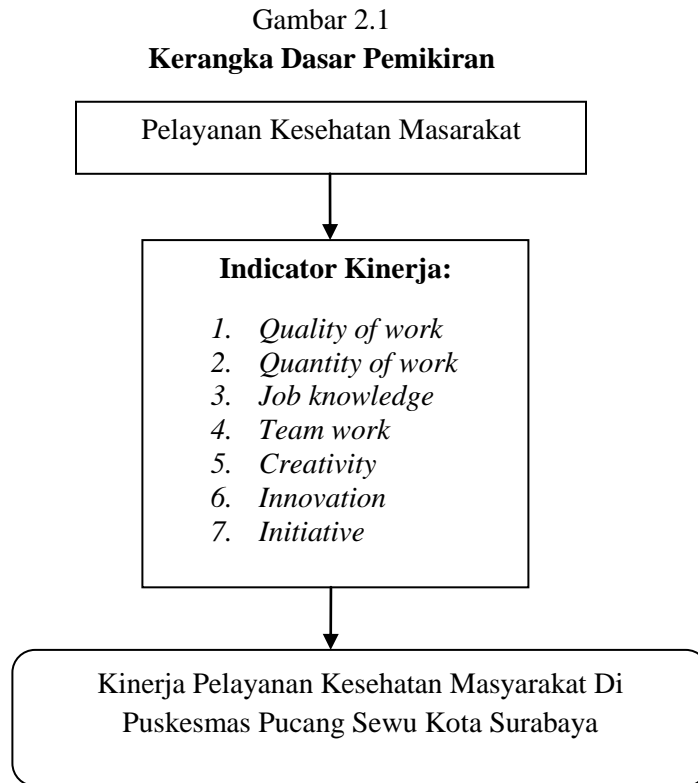 Gambar 2.1
Kerangka Dasar Pemikiran
Pelayanan Kesehatan Masarakat
Indicator Kinerja:
1. Quality of work
2. Quantity of work
3. Job knowledge
4. Team work
5. Creativity
6. Innovation
7. Initiative
Kinerja Pelayanan Kesehatan Masyarakat Di
Puskesmas Pucang Sewu Kota Surabaya